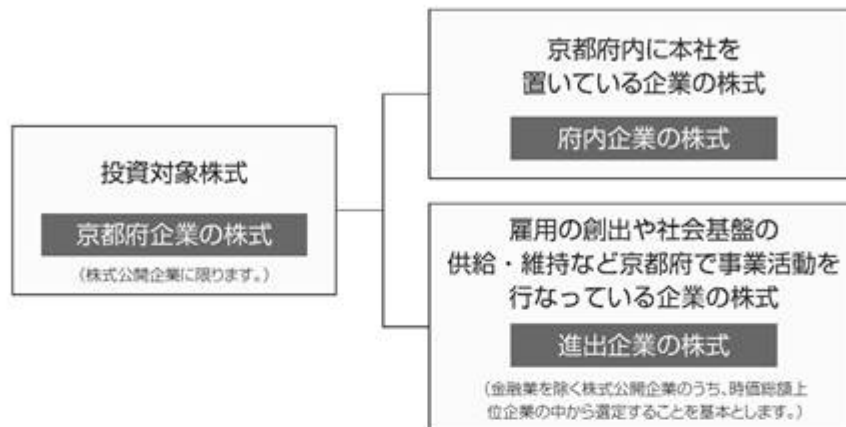 投資対象株式
京都府企業の株式
(株式公開企業に限ります。)
京都府内に本社を
置いている企業の株式
府内企業の株式
雇用の創出や社会基盤の
供給・維持など京都府で事業活動を
行なっている企業の株式
進出企業の株式
(金融業を除く株式公開企業のうち、時価総額上
位企業の中から選定することを基本とします。)